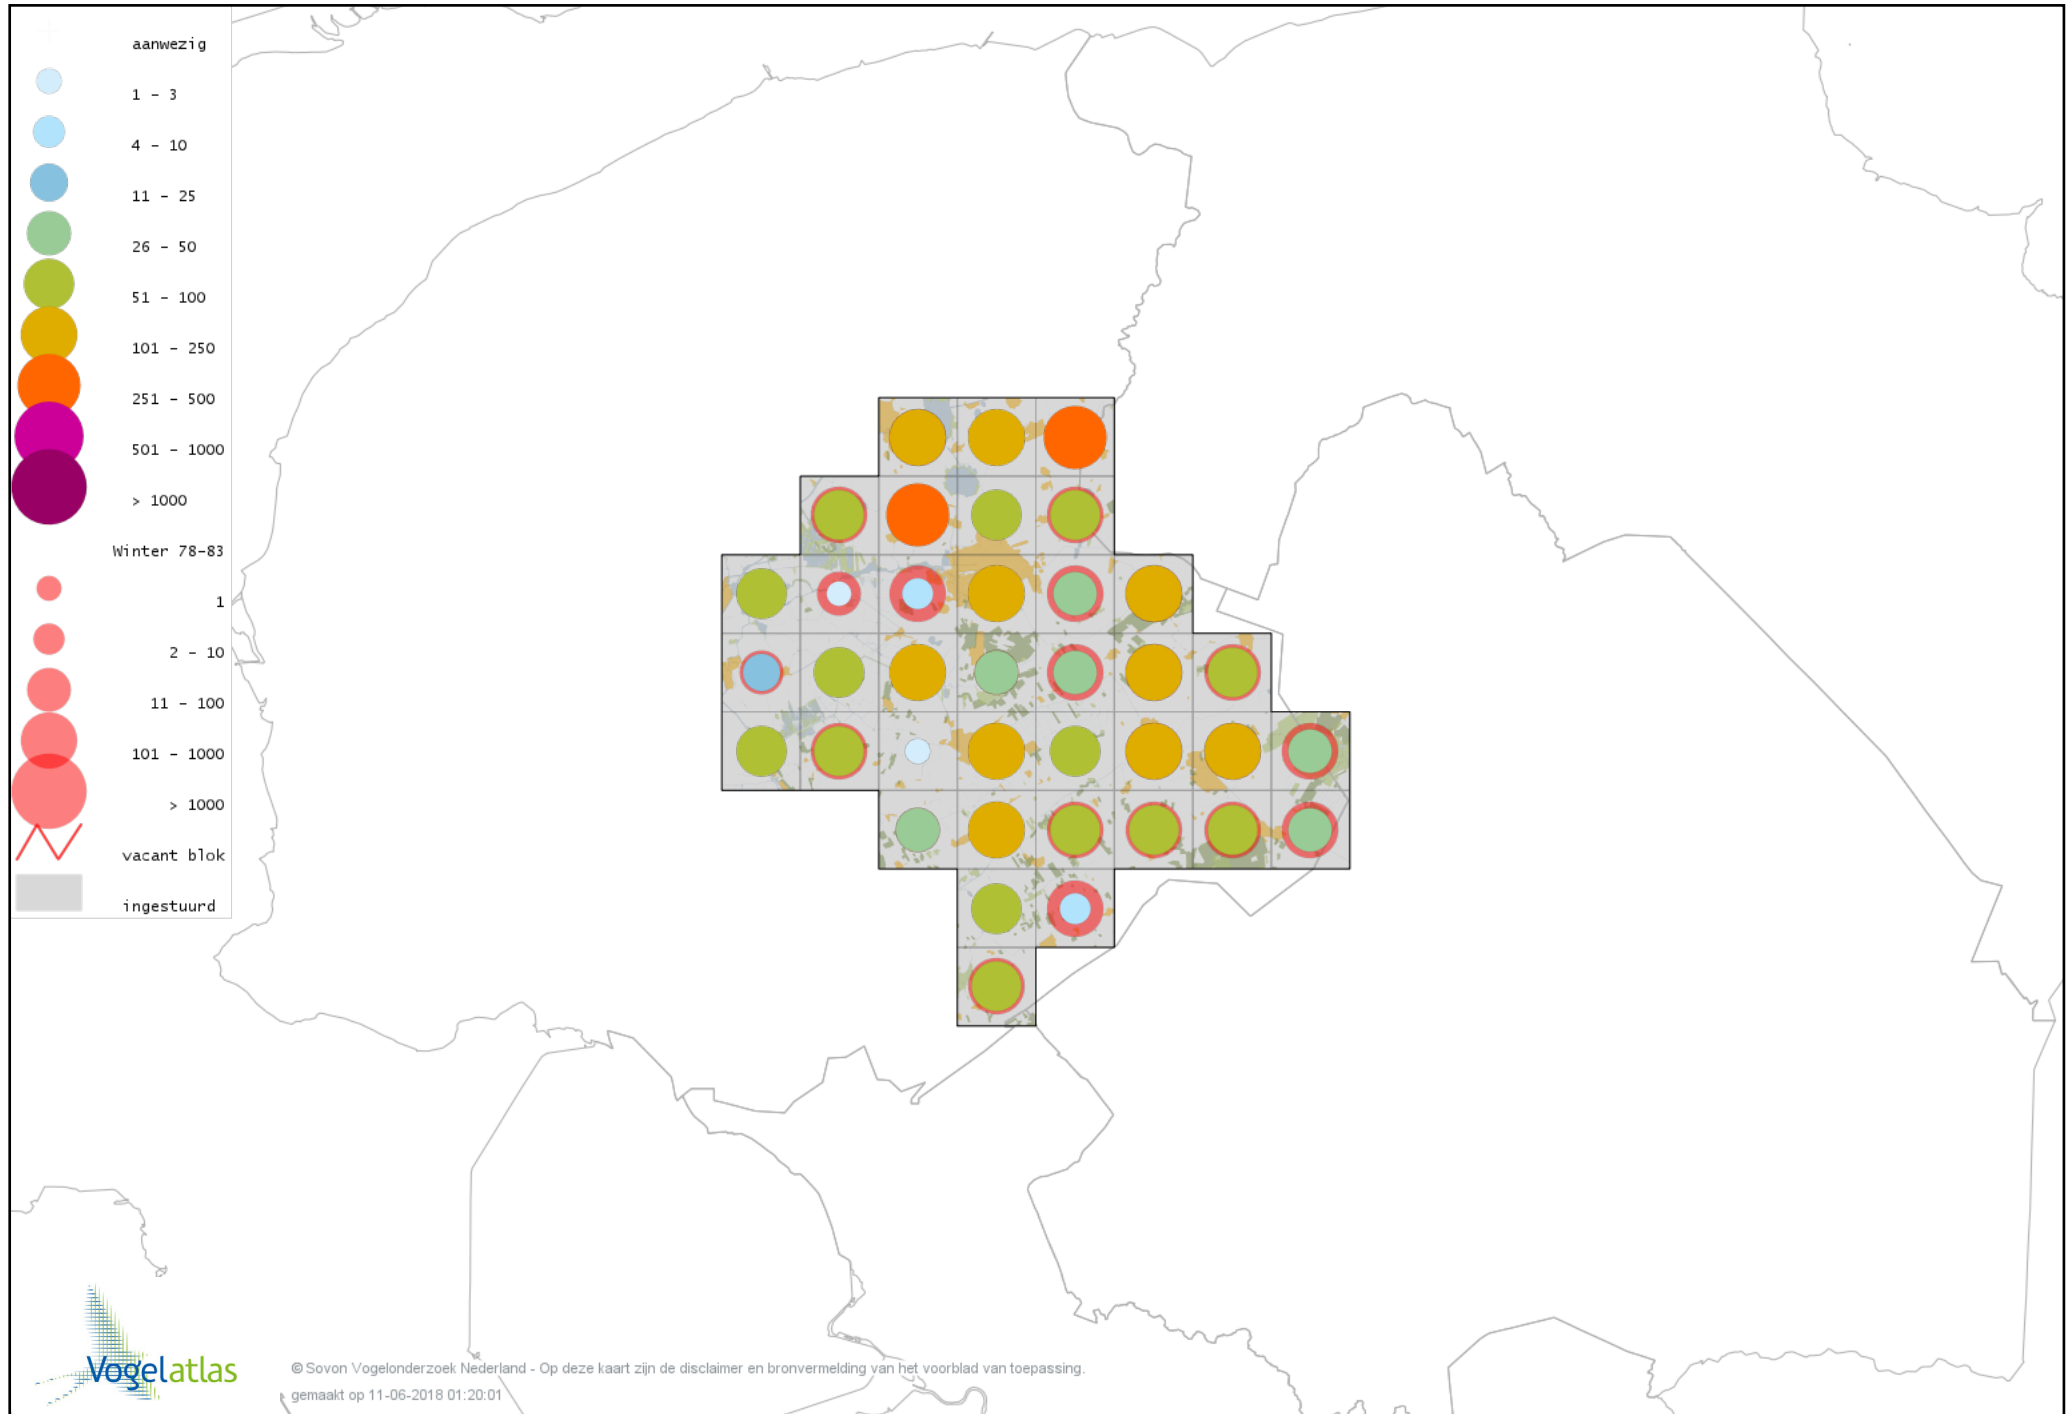 aanwezig
1 - 3
4 - 10
11 - 25
26 - 50
51 - 100
101 - 250
251 - 500
501 - 1000
> 1000
Winter 78-83
1
2 - 10
11 - 100
101 - 1000
> 1000
vacant blok
ingestuurd
Vogelatlas
© Sovon Vogelonderzoek Nederland - Op deze kaart zijn de disclaimer en bronvermelding van het voorblad van toepassing.
gemaakt op 11-06-2018 01:20:01